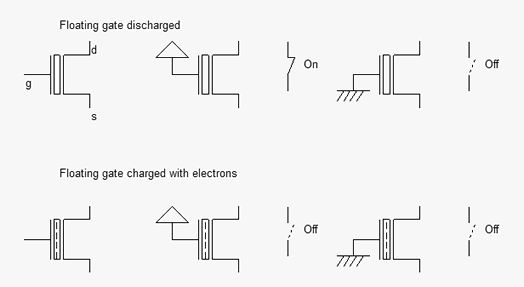 Floating gate discharged
d
g
s
On
Off
Floating gate charged with electrons
Off
Off